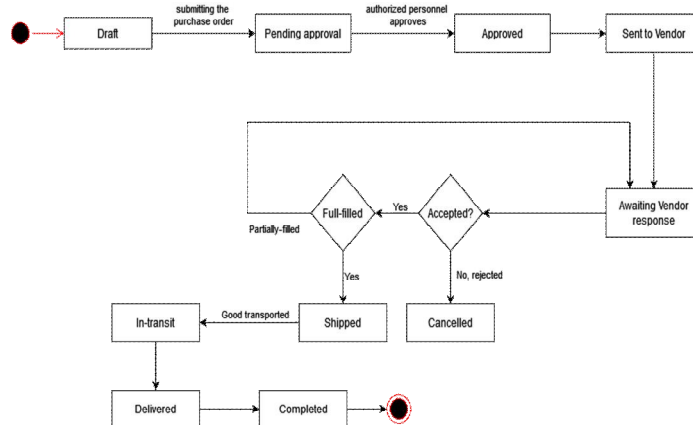 submitting the
purchase order
authorized personnel
approves
Draft
Pending approval
Approved
Sent to Vendor
Awaiting Vendor
response
Accepted?
Yes
Full-filled
Partially-filled
No, rejected
Yes
Cancelled
Shipped
Good transported
In-transit
Delivered
Completed